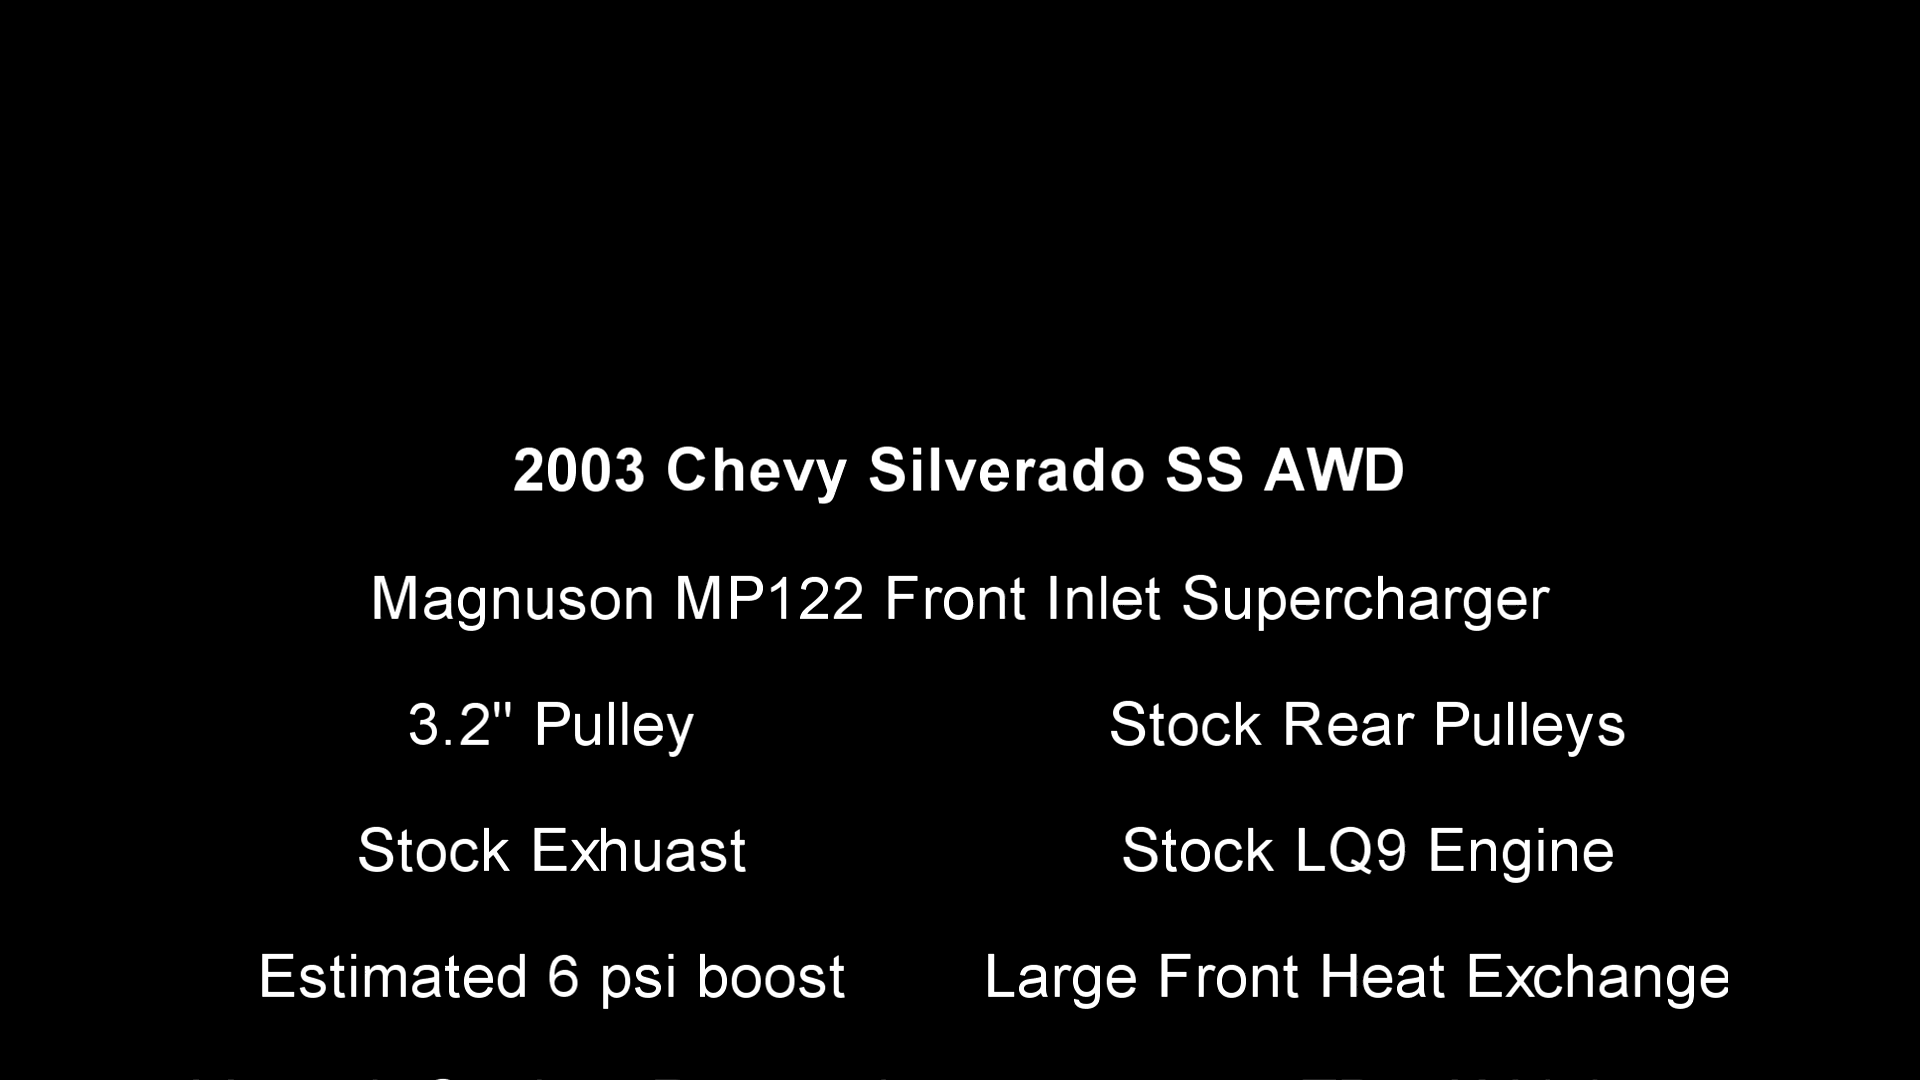 2003 Chevy Silverado SS AWD
Magnuson MP122 Front Inlet Supercharger
3.2" Pulley Stock Rear Pulleys
Stock Exhuast Stock LQ9 Engine
Estimated 6 psi boost Large Front Heat Exchange